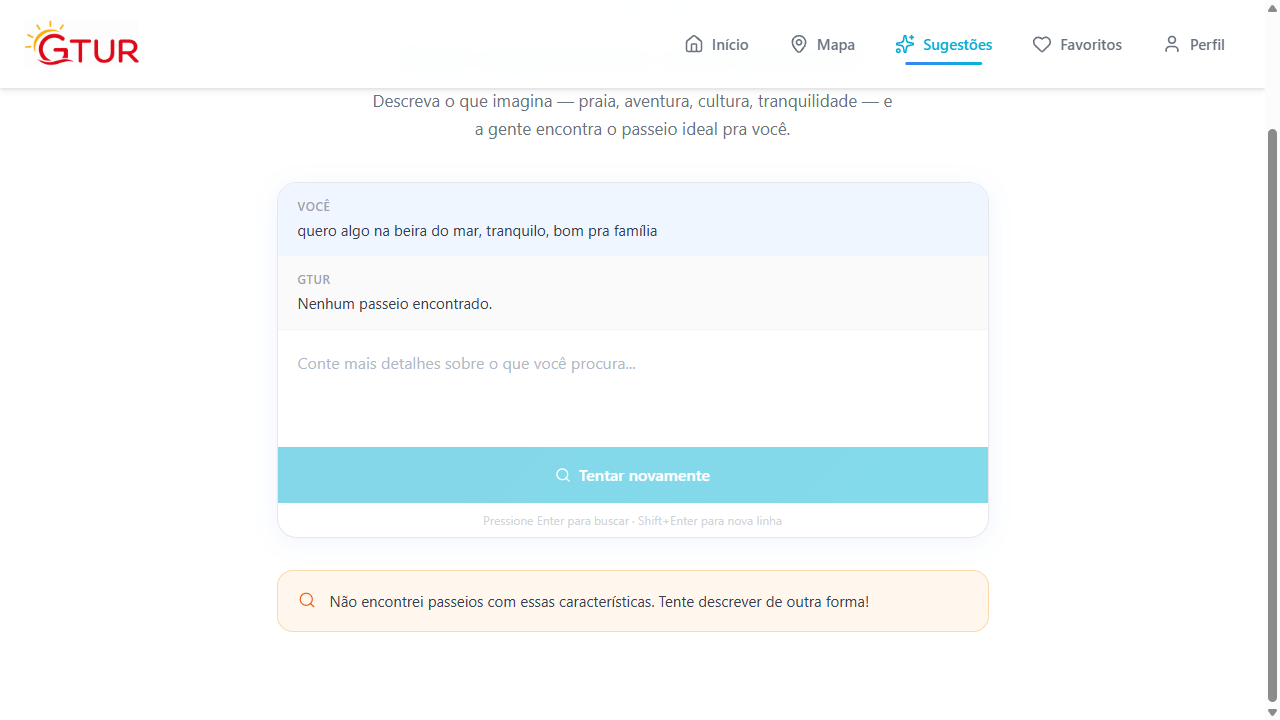 GTUR
Início
Mapa
Sugestões
Favoritos
Perfil
Descreva o que imagina — praia, aventura, cultura, tranquilidade — e
a gente encontra o passeio ideal pra você.
VOCÊ
quero algo na beira do mar, tranquilo, bom pra família
GTUR
Nenhum passeio encontrado.
Conte mais detalhes sobre o que você procura...
Tentar novamente
Pressione Enter para buscar · Shift+Enter para nova linha
Não encontrei passeios com essas características. Tente descrever de outra forma!